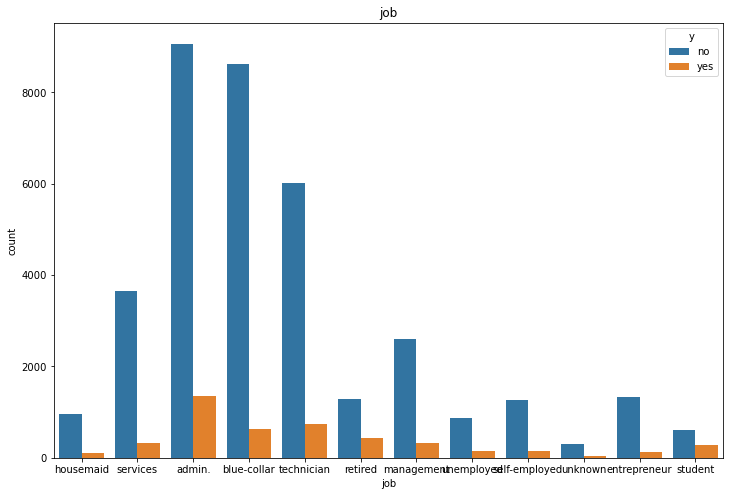 job
y
no
yes
count
8000
6000
4000
2000
0
housemaid services admin. blue-collar technician retired management unemployed self-employed unknown entrepreneur student
job